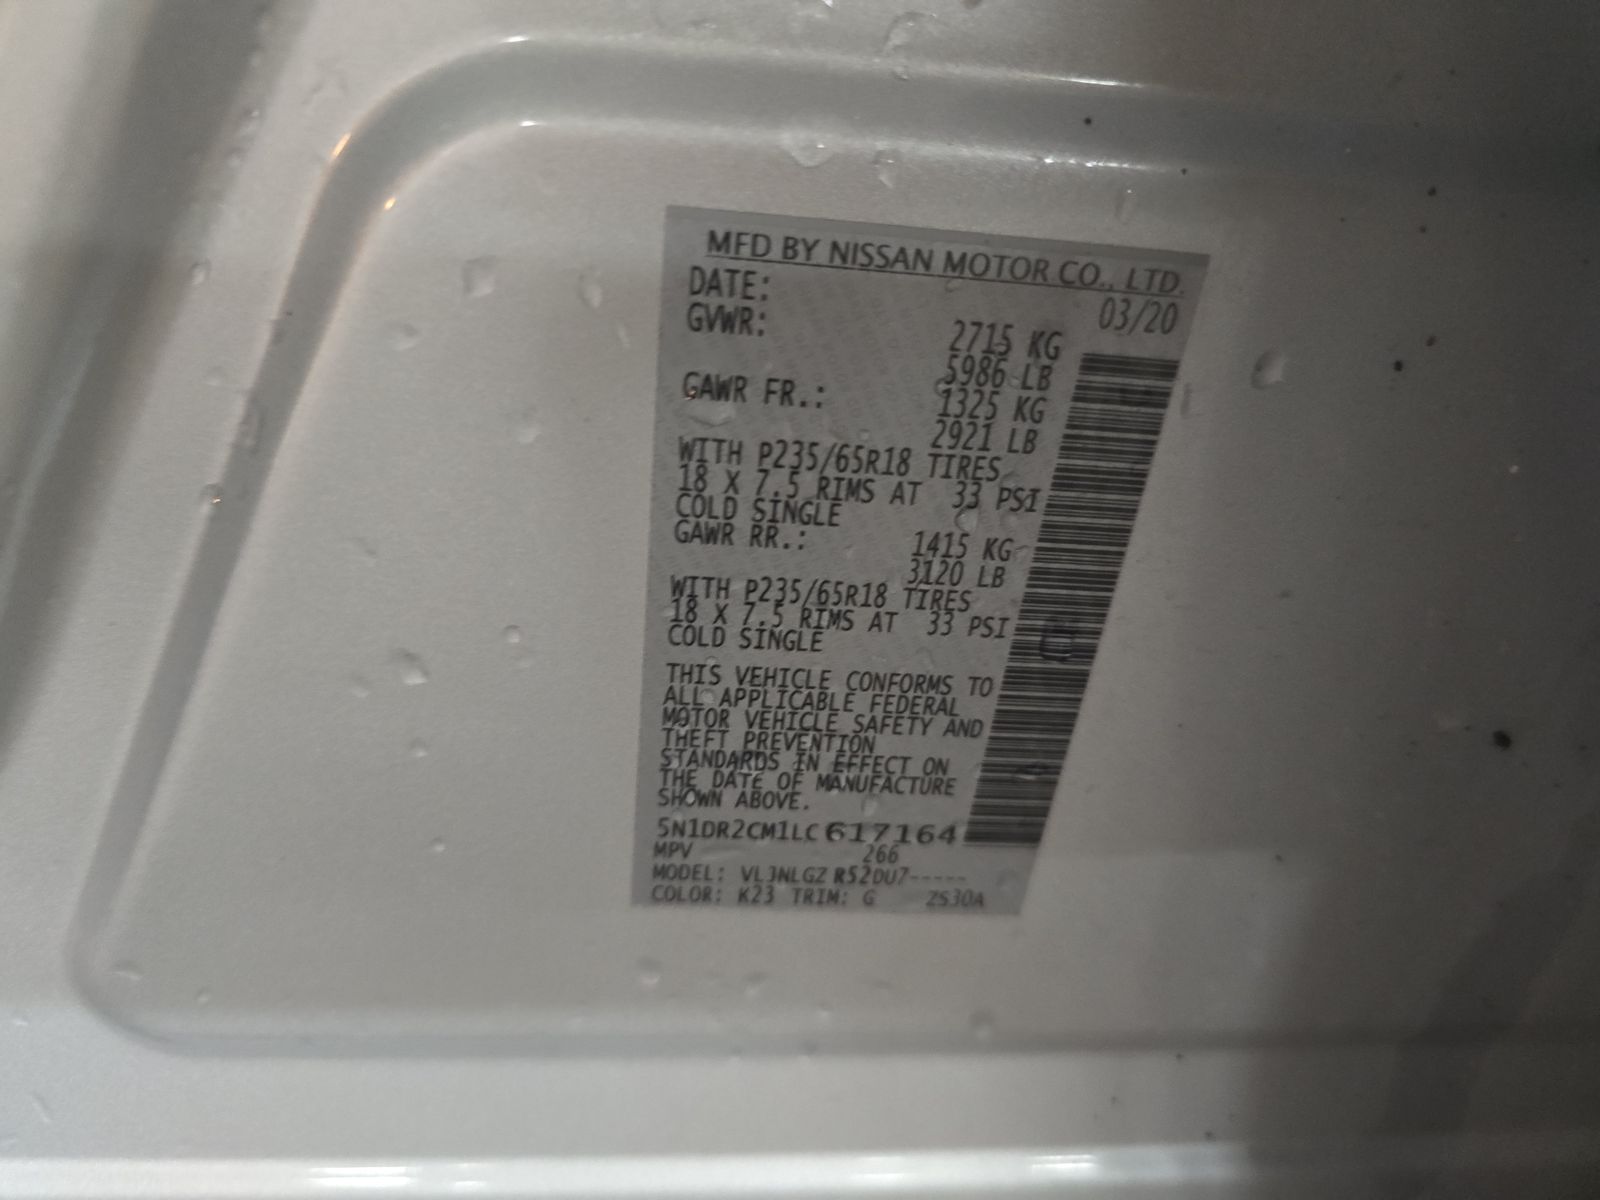 MFD BY NISSAN MOTOR CO., LTD.
DATE: 03/20
GVWR: 2715 KG
5986 LB
GAWR FR.: 1325 KG
2921 LB
WITH P235/65R18 TIRES
18 X 7.5 RIMS AT 33 PSI
COLD SINGLE
GAWR RR.: 1415 KG
3120 LB
WITH P235/65R18 TIRES
18 X 7.5 RIMS AT 33 PSI
COLD SINGLE
THIS VEHICLE CONFORMS TO
ALL APPLICABLE FEDERAL
MOTOR VEHICLE SAFETY AND
THEFT PREVENTION
STANDARDS IN EFFECT ON
THE DATE OF MANUFACTURE
SHOWN ABOVE.
5N1DR2CM1LC617164
MPV 266
MODEL: VLJNLGZ R52DU7-----
COLOR: K23 TRIM: G ZS30A